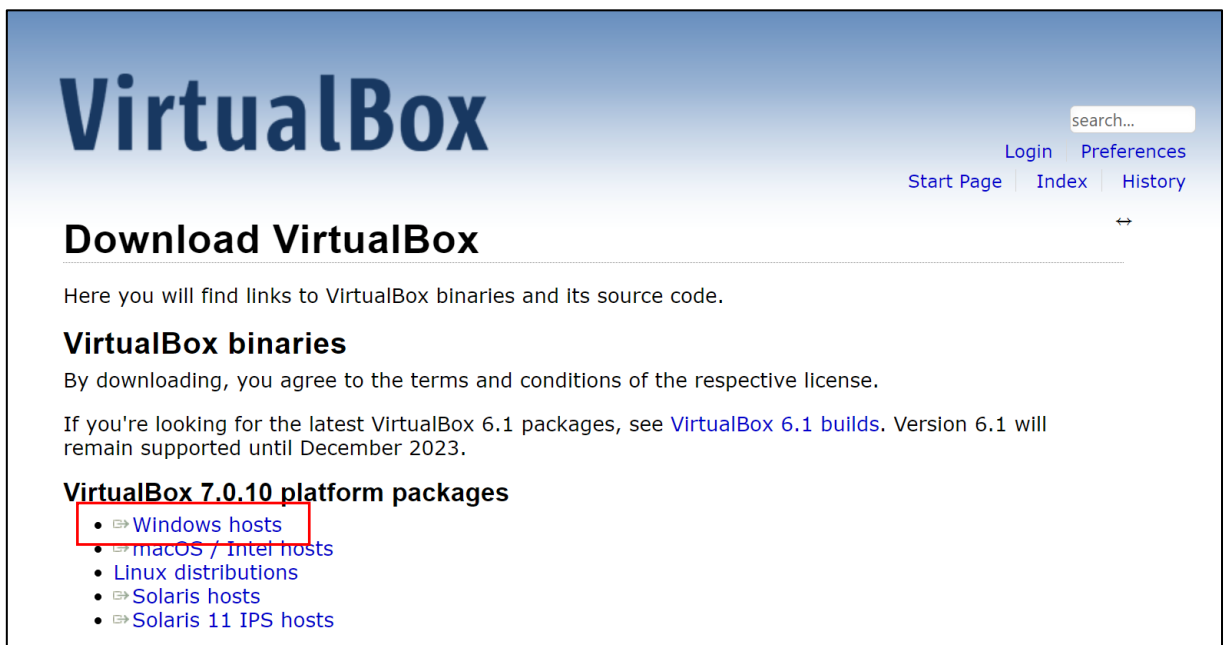 VirtualBox
search...
Login Preferences
Start Page Index History
Download VirtualBox
Here you will find links to VirtualBox binaries and its source code.
VirtualBox binaries
By downloading, you agree to the terms and conditions of the respective license.
If you're looking for the latest VirtualBox 6.1 packages, see VirtualBox 6.1 builds. Version 6.1 will
remain supported until December 2023.
VirtualBox 7.0.10 platform packages
Windows hosts
macOS / Intel hosts
Linux distributions
Solaris hosts
Solaris 11 IPS hosts